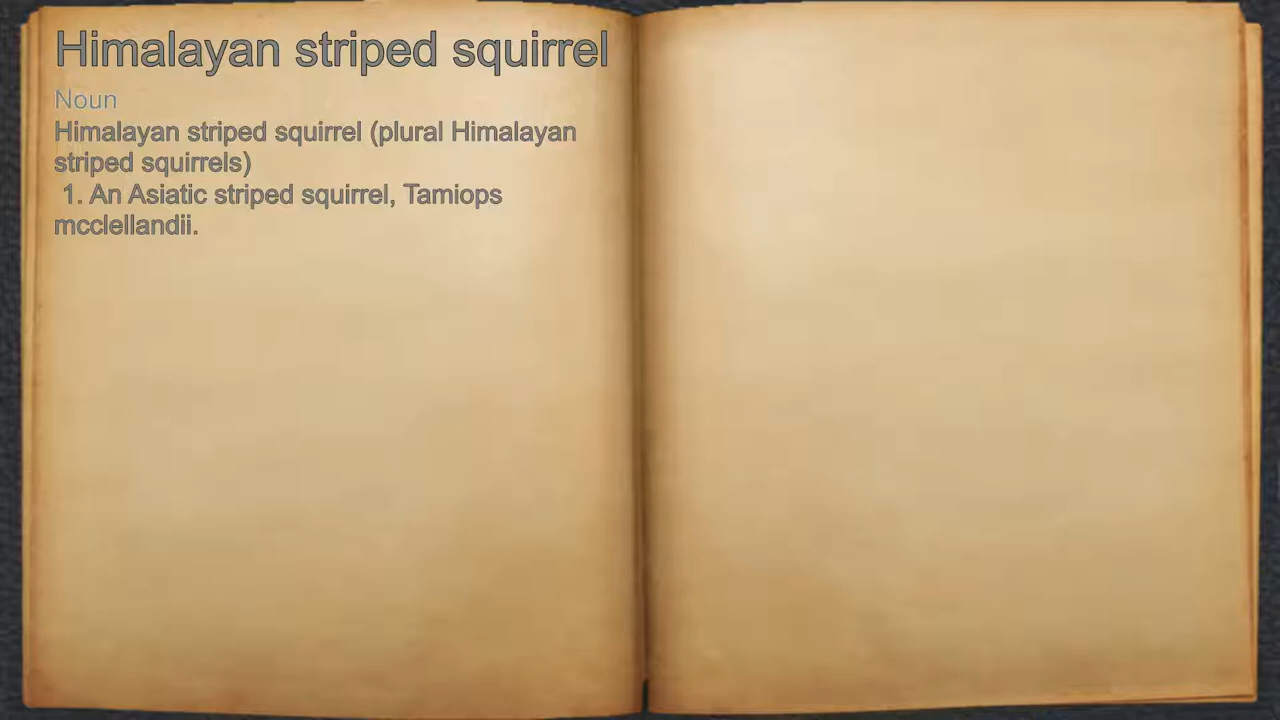 Himalayan striped squirrel
Noun
Himalayan striped squirrel (plural Himalayan
striped squirrels)
1. An Asiatic striped squirrel, Tamiops
mcclellandii.